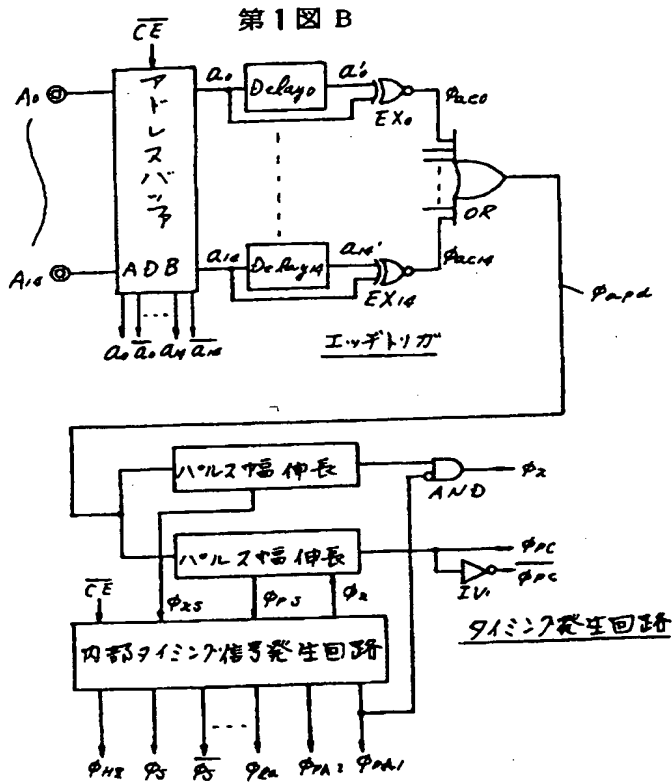 第1図 B
CE
A0
アドレスバッファ
ADB
A14
a0
Delay0
a0'
EX0
φac0
OR
a14
Delay14
a14'
EX14
φac14
φapd
a0 a0 a14 a14
エッヂトリガ
パルス幅伸長
AND
φx
パルス幅伸長
φPC
IV1
φPC
CE
φxs
φPS
φx
タイミング発生回路
内部タイミング信号発生回路
φS
φS
φPA2
φPA1